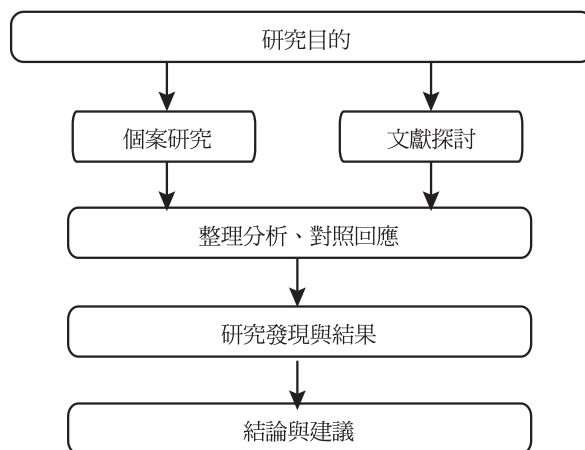 研究目的
個案研究
文獻探討
整理分析、對照回應
研究發現與結果
結論與建議